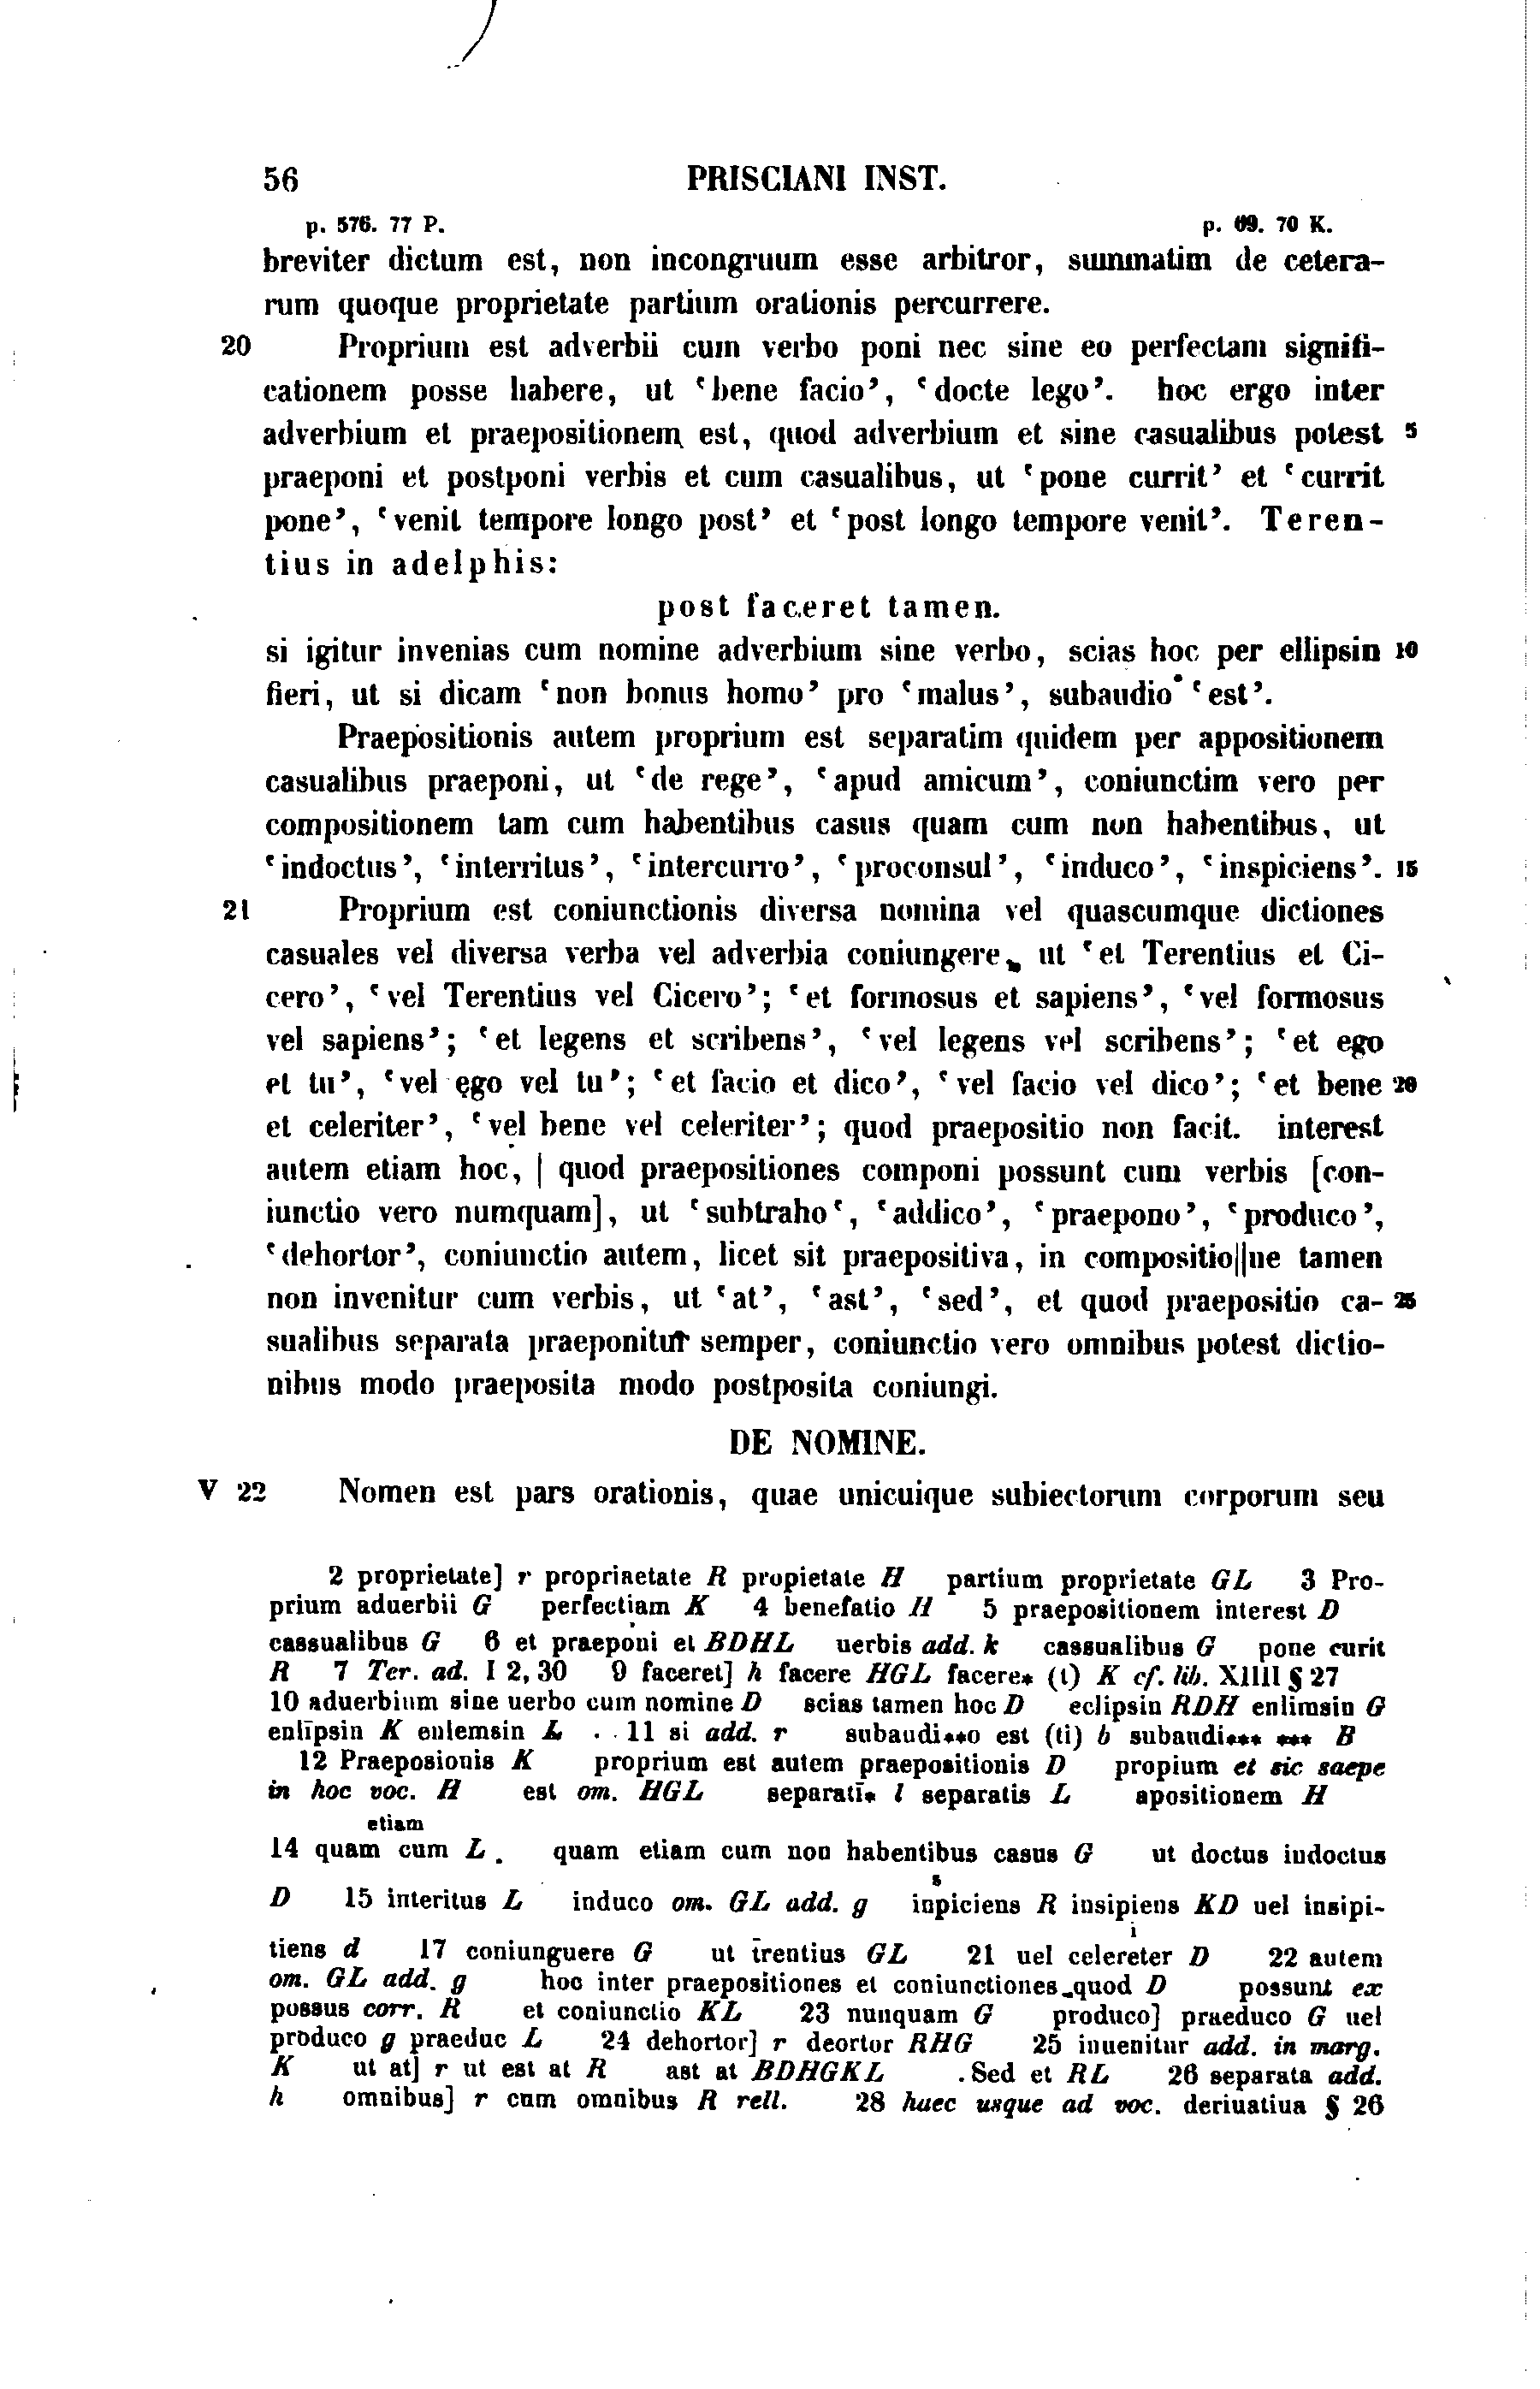 56 PRISCIANI INST.
p. 576. 77 P. p. 69. 70 K.
breviter dictum est, non incongruum esse arbitror, summatim de cetera-
rum quoque proprietate partium orationis percurrere.
20 Proprium est adverbii cum verbo poni nec sine eo perfectam signifi-
cationem posse habere, ut ‘bene facio’, ‘docte lego’. hoc ergo inter
adverbium et praepositionem est, quod adverbium et sine casualibus potest 5
praeponi et postponi verbis et cum casualibus, ut ‘pone currit’ et ‘currit
pone’, ‘venit tempore longo post’ et ‘post longo tempore venit’. Teren-
tius in adelphis:
post faceret tamen.
si igitur invenias cum nomine adverbium sine verbo, scias hoc per ellipsin 10
fieri, ut si dicam ‘non bonus homo’ pro ‘malus’, subaudio ‘est’.
Praepositionis autem proprium est separatim quidem per appositionem
casualibus praeponi, ut ‘de rege’, ‘apud amicum’, coniunctim vero per
compositionem tam cum habentibus casus quam cum non habentibus, ut
‘indoctus’, ‘interritus’, ‘intercurro’, ‘proconsul’, ‘induco’, ‘inspiciens’. 15
21 Proprium est coniunctionis diversa nomina vel quascumque dictiones
casuales vel diversa verba vel adverbia coniungere, ut ‘et Terentius et Ci-
cero’, ‘vel Terentius vel Cicero’; ‘et formosus et sapiens’, ‘vel formosus
vel sapiens’; ‘et legens et scribens’, ‘vel legens vel scribens’; ‘et ego
et tu’, ‘vel ego vel tu’; ‘et facio et dico’, ‘vel facio vel dico’; ‘et bene 20
et celeriter’, ‘vel bene vel celeriter’; quod praepositio non facit. interest
autem etiam hoc, | quod praepositiones componi possunt cum verbis [con-
iunctio vero numquam], ut ‘subtraho‘, ‘addico’, ‘praepono’, ‘produco’,
‘dehortor’, coniunctio autem, licet sit praepositiva, in compositio||ne tamen
non invenitur cum verbis, ut ‘at’, ‘ast’, ‘sed’, et quod praepositio ca- 25
sualibus separata praeponitur semper, coniunctio vero omnibus potest dictio-
nibus modo praeposita modo postposita coniungi.
DE NOMINE.
V 22 Nomen est pars orationis, quae unicuique subiectorum corporum seu
2 proprietate] r propriaetate R propietate H partium proprietate GL 3 Pro-
prium aduerbii G perfectiam K 4 benefatio H 5 praepositionem interest D
cassualibus G 6 et praeponi et BDHL uerbis add. k cassualibus G pone curit
R 7 Ter. ad. I 2, 30 9 faceret] h facere HGL facere* (t) K cf. lib. XIIII § 27
10 aduerbium sine uerbo cum nomine D scias tamen hoc D eclipsin RDH enlimsin G
enlipsin K enlemsin L 11 si add. r subaudi**o est (ti) b subaudi*** *** B
12 Praeposionis K proprium est autem praepositionis D propium et sic saepe
in hoc voc. H est om. HGL separatī* l separatis L apositionem H
etiam
14 quam cum L. quam etiam cum non habentibus casus G ut doctus indoctus
s
D 15 interitus L induco om. GL add. g inpiciens R insipiens KD uel insipi-
i
tiens d 17 coniunguere G ut trentius GL 21 uel celereter D 22 autem
om. GL add. g hoc inter praepositiones et coniunctiones quod D possunt ex
possus corr. R et coniunctio KL 23 nunquam G produco] praeduco G uel
produco g praeduc L 24 dehortor] r deortor RHG 25 inuenitur add. in marg.
K ut at] r ut est at R ast at BDHGKL . Sed et RL 26 separata add.
h omnibus] r cum omnibus R rell. 28 haec usque ad voc. deriuatiua § 26